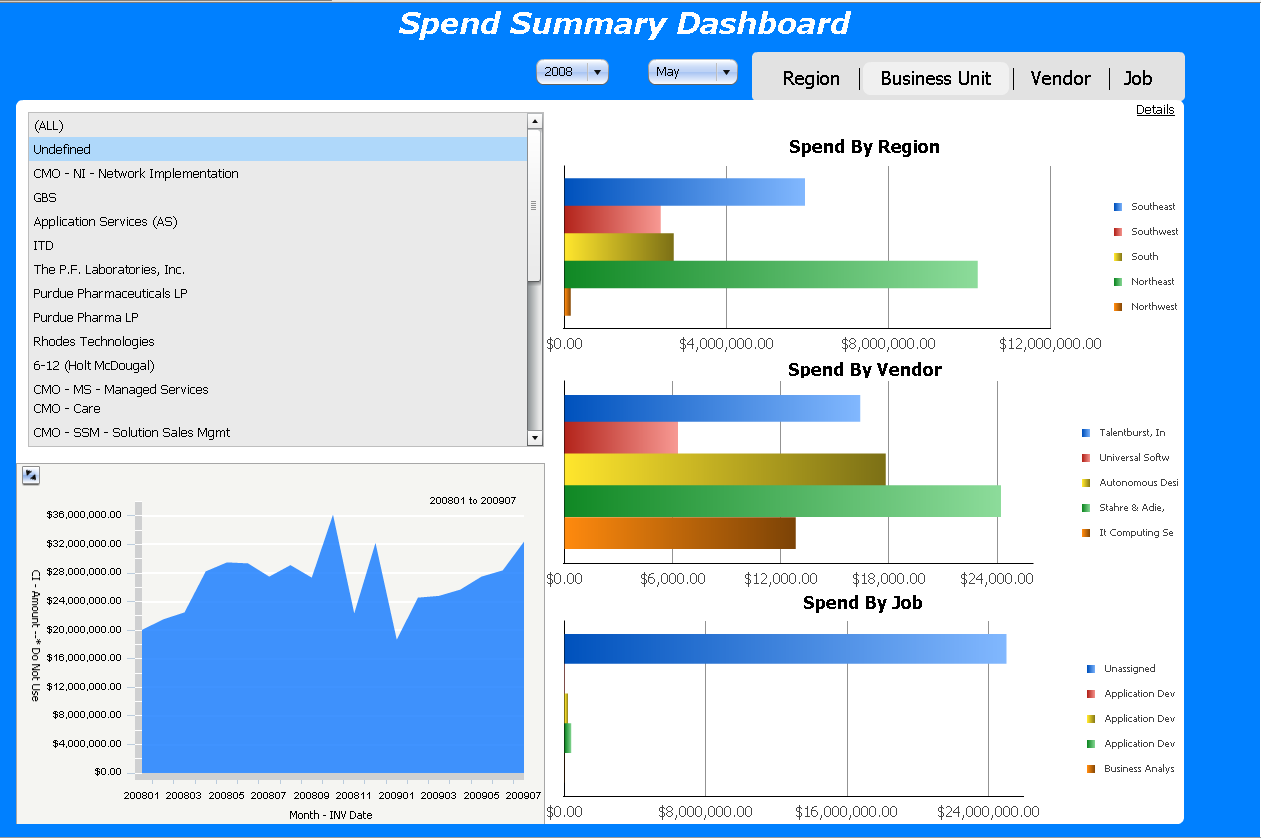 Spend Summary Dashboard
2008 May Region Business Unit Vendor Job
Details
(ALL)
Undefined
CMO - NI - Network Implementation
GBS
Application Services (AS)
ITD
The P.F. Laboratories, Inc.
Purdue Pharmaceuticals LP
Purdue Pharma LP
Rhodes Technologies
6-12 (Holt McDougal)
CMO - MS - Managed Services
CMO - Care
CMO - SSM - Solution Sales Mgmt
200801 to 200907
$36,000,000.00
$32,000,000.00
$28,000,000.00
$24,000,000.00
$20,000,000.00
$16,000,000.00
$12,000,000.00
$8,000,000.00
$4,000,000.00
$0.00
CI - Amount --* Do Not Use
200801 200803 200805 200807 200809 200811 200901 200903 200905 200907
Month - INV Date
Spend By Region
Southeast
Southwest
South
Northeast
Northwest
$0.00 $4,000,000.00 $8,000,000.00 $12,000,000.00
Spend By Vendor
Talentburst, In
Universal Softw
Autonomous Desi
Stahre & Adie,
It Computing Se
$0.00 $6,000.00 $12,000.00 $18,000.00 $24,000.00
Spend By Job
Unassigned
Application Dev
Application Dev
Application Dev
Business Analys
$0.00 $8,000,000.00 $16,000,000.00 $24,000,000.00